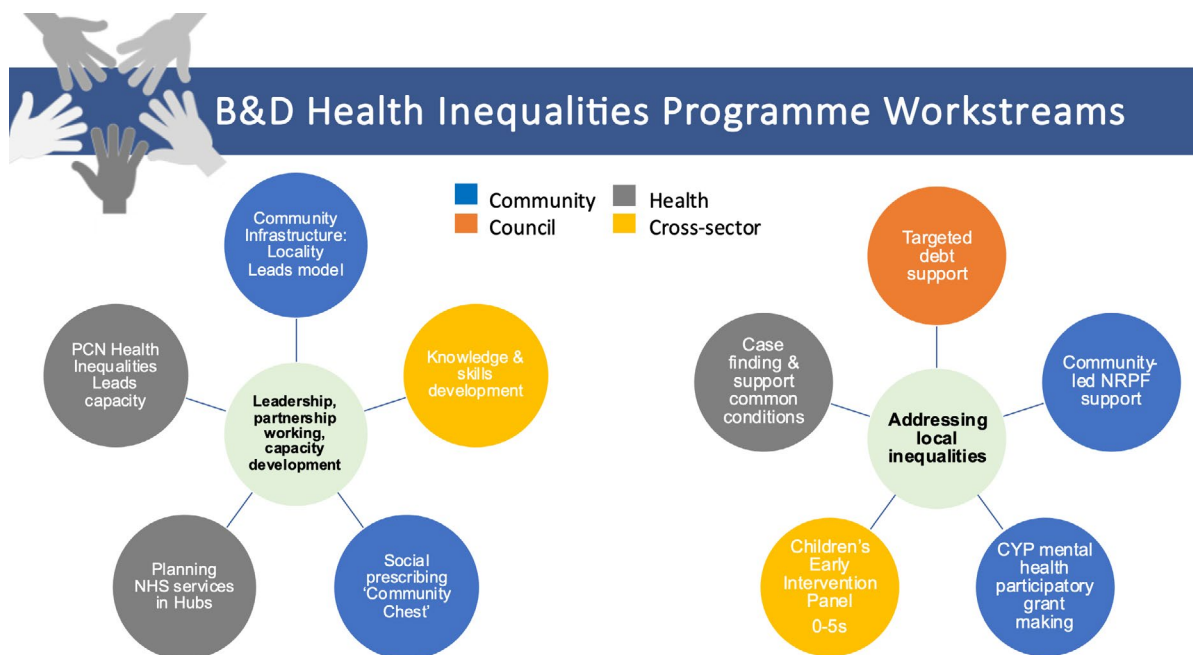 B&D Health Inequalities Programme Workstreams
Community
Health
Council
Cross-sector
Community
Infrastructure:
Locality
Leads model
PCN Health
Inequalities
Leads
capacity
Knowledge &
skills
development
Leadership,
partnership
working,
capacity
development
Planning
NHS services
in Hubs
Social
prescribing
‘Community
Chest’
Targeted
debt
support
Case
finding &
support
common
conditions
Community-
led NRPF
support
Addressing
local
inequalities
Children’s
Early
Intervention
Panel
0-5s
CYP mental
health
participatory
grant
making